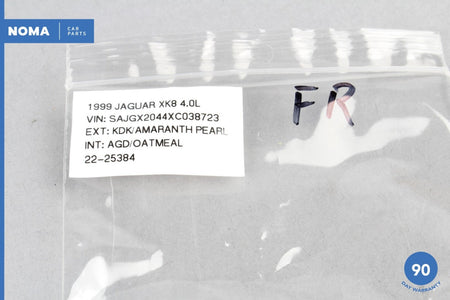 NOMA CAR PARTS
1999 JAGUAR XK8 4.0L
VIN: SAJGX2044XC038723
EXT: KDK/AMARANTH PEARL
INT: AGD/OATMEAL
22-25384
FR
90
DAY WARRANTY